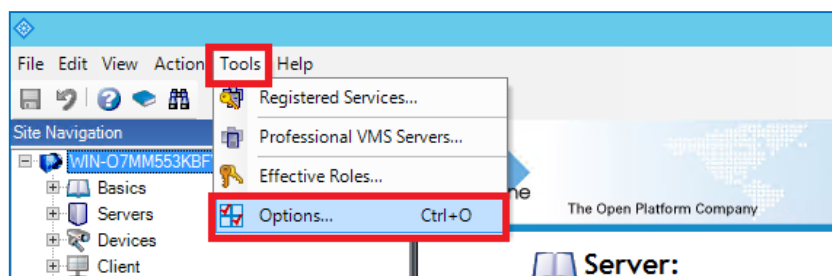 File Edit View Action Tools Help
Registered Services...
Site Navigation
Professional VMS Servers...
WIN-O7MM553KBF
Effective Roles...
Basics
ne
The Open Platform Company
Servers
Options... Ctrl+O
Devices
Client
Server: